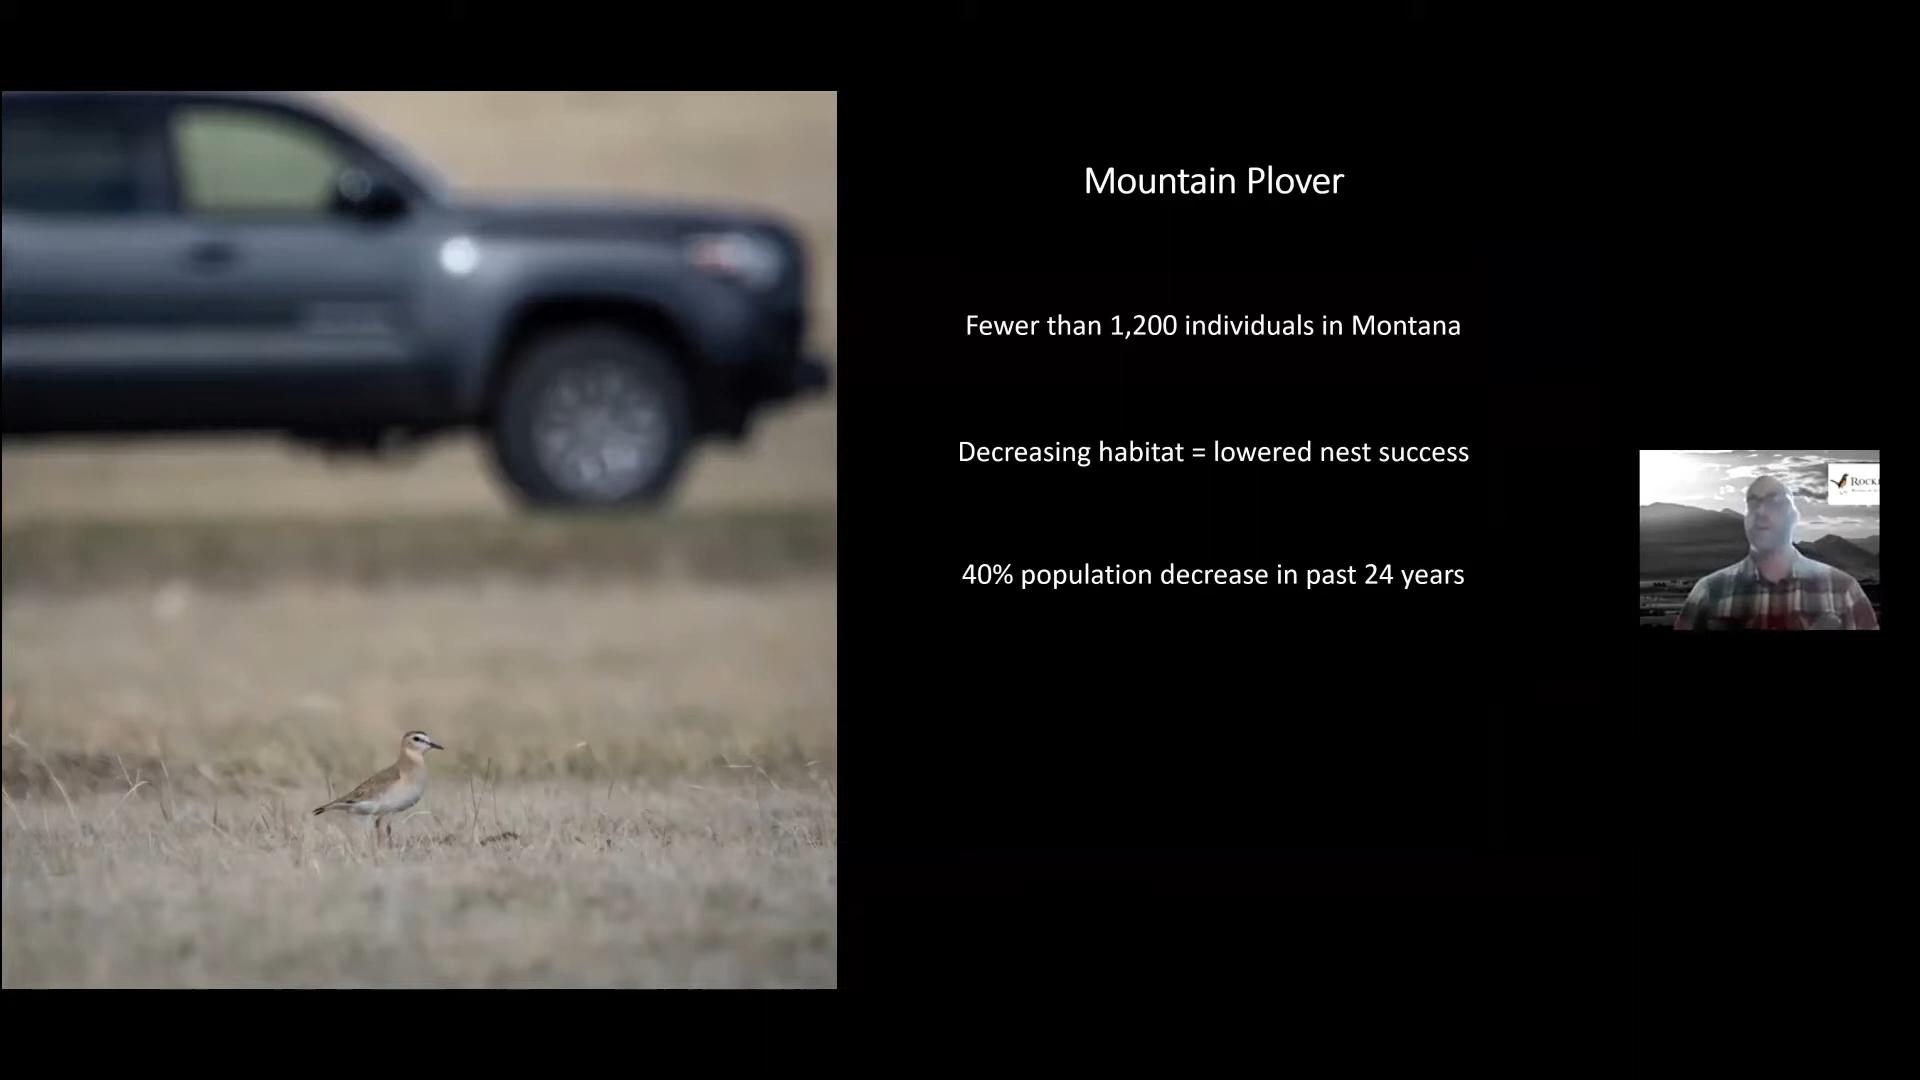 Mountain Plover
Fewer than 1,200 individuals in Montana
Decreasing habitat = lowered nest success
40% population decrease in past 24 years